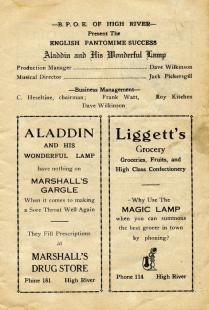 —B. P. O. E. OF HIGH RIVER—
Present The
ENGLISH PANTOMIME SUCCESS
Aladdin and His Wonderful Lamp
Production Manager Dave Wilkinson
Musical Director Jack Pickersgill
—Business Management—
C. Heseltine, chairman; Frank Watt, Roy Kitchen
Dave Wilkinson
ALADDIN
AND HIS
WONDERFUL LAMP
have nothing on
MARSHALL'S
GARGLE
When it comes to making
a Sore Throat Well Again
They Fill Prescriptions
at
MARSHALL'S
DRUG STORE
Phone 181 High River
Liggett's
Grocery
Groceries, Fruits, and
High Class Confectionery
- Why Use The
MAGIC LAMP
when you can summons
the best grocer in town
by phoning?
Phone 114 High River